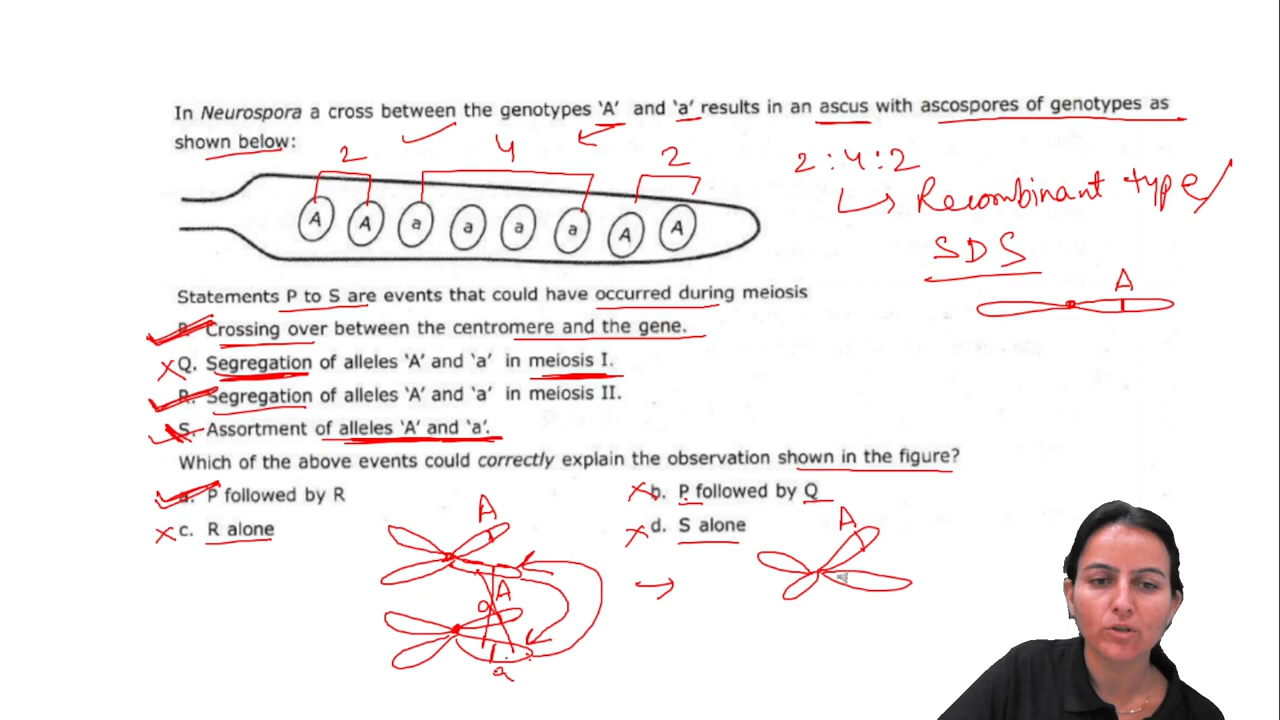 In Neurospora a cross between the genotypes 'A' and 'a' results in an ascus with ascospores of genotypes as
shown below:
2 4 2
2:4:2
Recombinant type/
SDS
A A a a a a A A
A
Statements P to S are events that could have occurred during meiosis
P. Crossing over between the centromere and the gene.
Q. Segregation of alleles 'A' and 'a' in meiosis I.
R. Segregation of alleles 'A' and 'a' in meiosis II.
S. Assortment of alleles 'A' and 'a'.
Which of the above events could correctly explain the observation shown in the figure?
a. P followed by R b. P followed by Q
c. R alone d. S alone
A
A
A
a
a